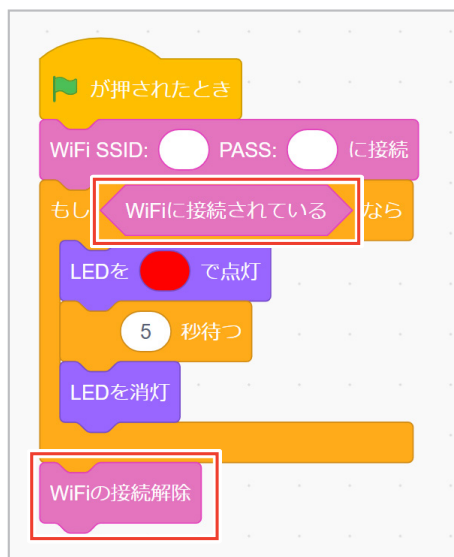 が押されたとき
WiFi SSID: PASS: に接続
もし WiFiに接続されている なら
LEDを で点灯
5 秒待つ
LEDを消灯
WiFiの接続解除